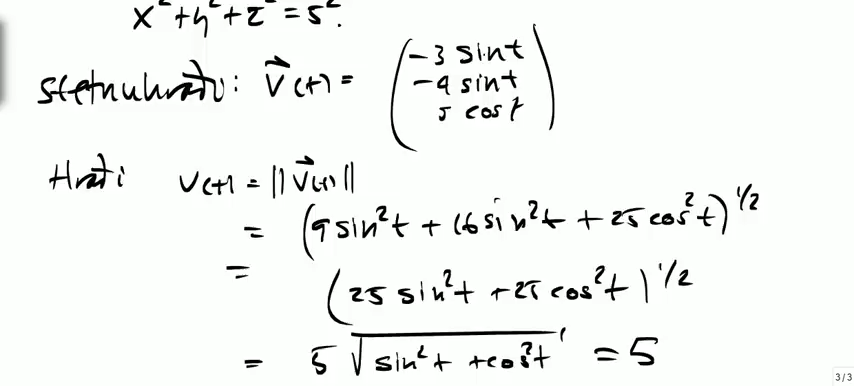 x² + y² + z² = 5².
-3 sin t
Stefnuhraði: v⃗(t) = -4 sin t
5 cos t
Hraði v(t) = ||v⃗(t)||
= (9 sin²t + 16 sin²t + 25 cos²t)^1/2
= (25 sin²t + 25 cos²t)^1/2
= 5 √(sin²t + cos²t) = 5
3/3